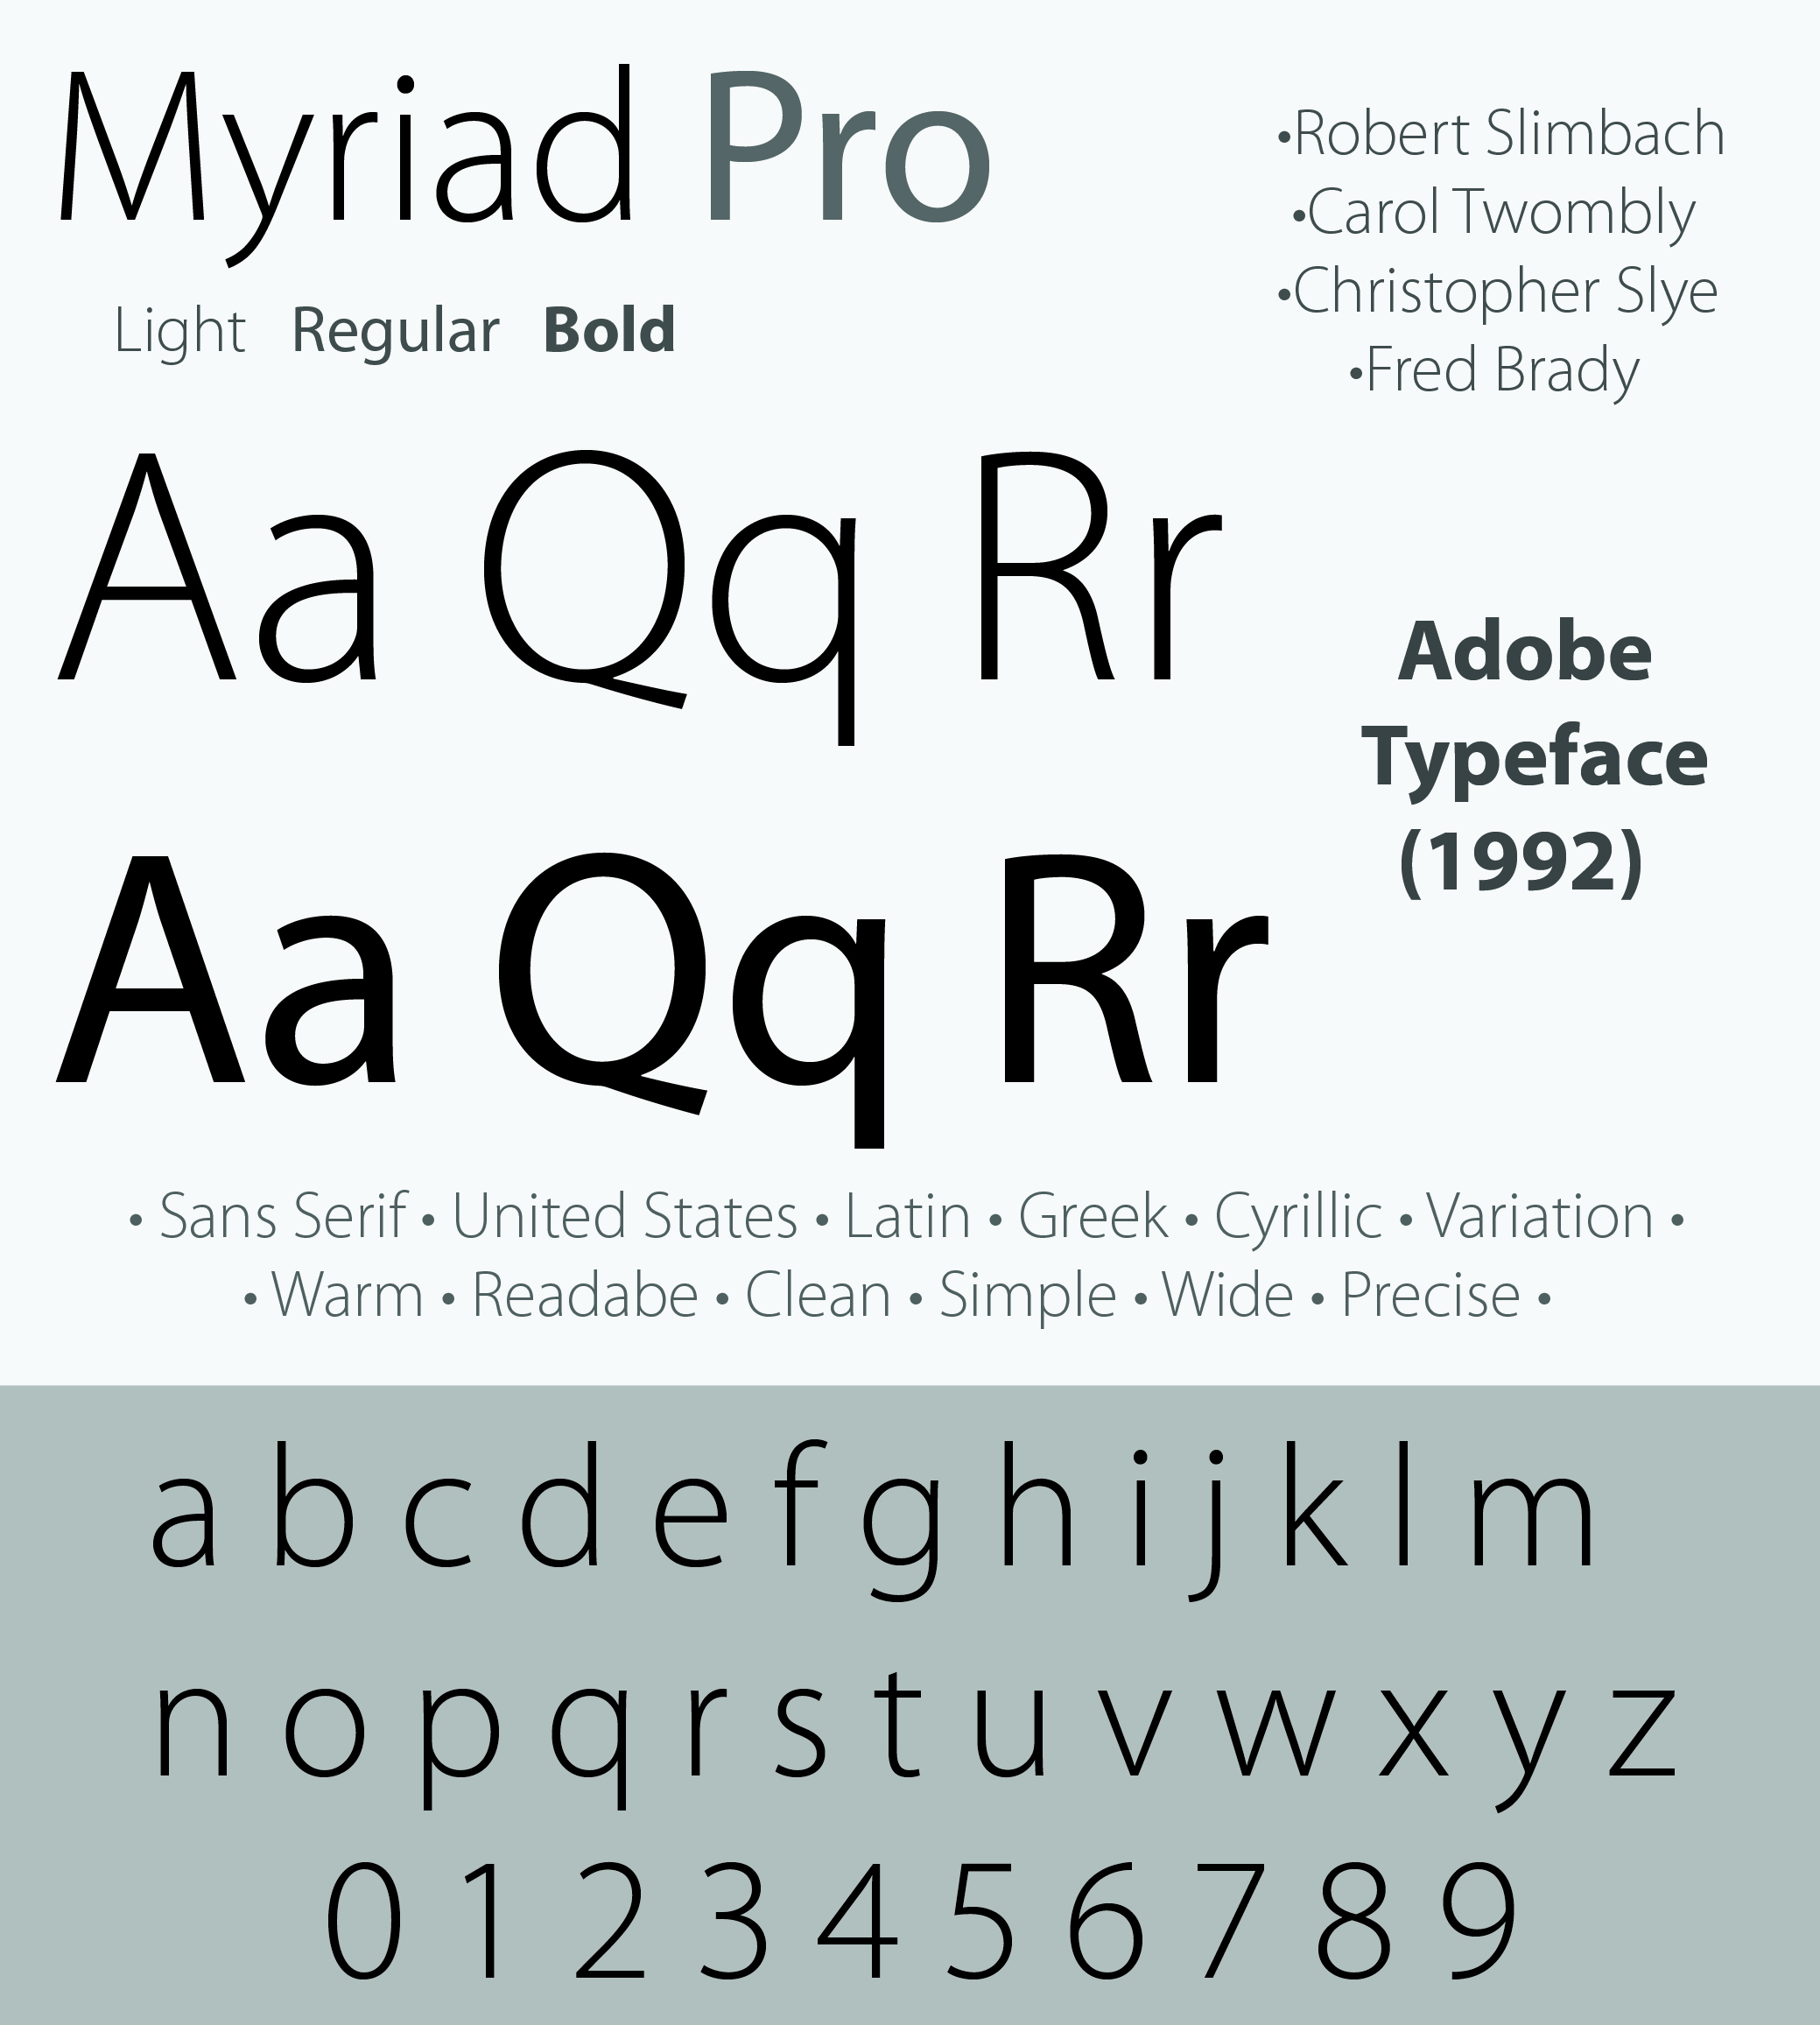 Myriad Pro
•Robert Slimbach
•Carol Twombly
•Christopher Slye
•Fred Brady
Light Regular Bold
Aa Qq Rr
Adobe
Typeface
(1992)
Aa Qq Rr
• Sans Serif • United States • Latin • Greek • Cyrillic • Variation •
• Warm • Readabe • Clean • Simple • Wide • Precise •
a b c d e f g h i j k l m
n o p q r s t u v w x y z
0 1 2 3 4 5 6 7 8 9